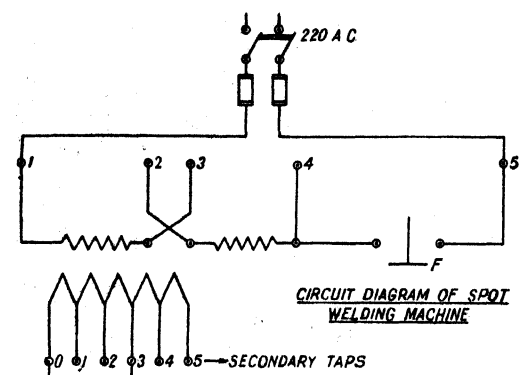 220 A C
1 2 3 4 5
F
CIRCUIT DIAGRAM OF SPOT
WELDING MACHINE
0 1 2 3 4 5 → SECONDARY TAPS